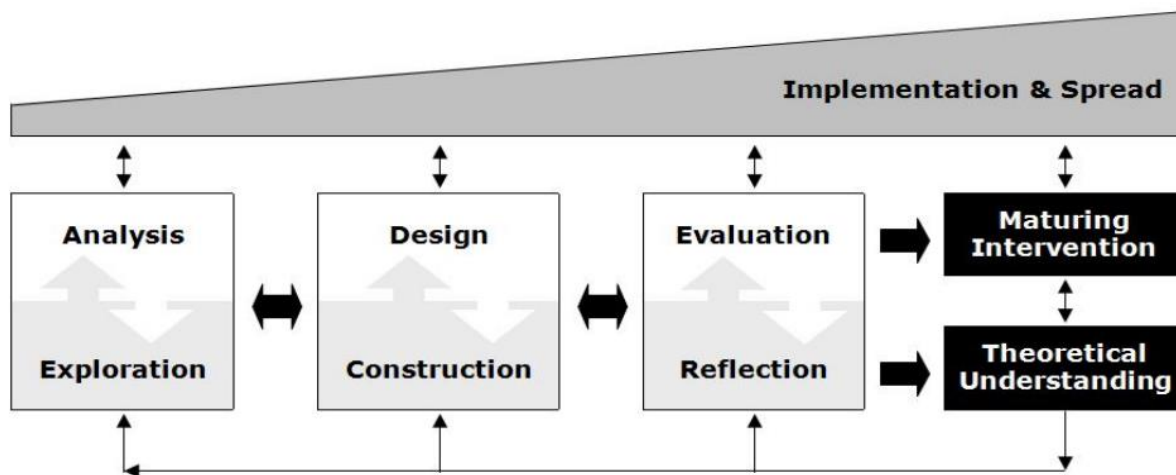 Implementation & Spread
Analysis
Exploration
Design
Construction
Evaluation
Reflection
Maturing
Intervention
Theoretical
Understanding